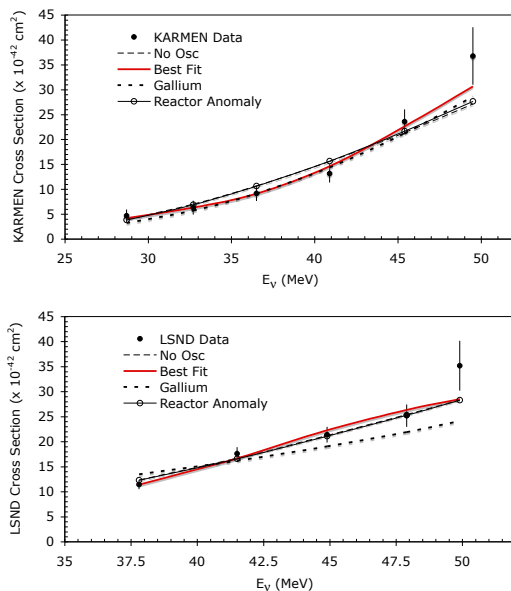 KARMEN Cross Section (x 10⁻⁴² cm²)
45
40
35
30
25
20
15
10
5
0
KARMEN Data
No Osc
Best Fit
Gallium
Reactor Anomaly
25 30 35 40 45 50
Eν (MeV)
LSND Cross Section (x 10⁻⁴² cm²)
45
40
35
30
25
20
15
10
5
0
LSND Data
No Osc
Best Fit
Gallium
Reactor Anomaly
35 37.5 40 42.5 45 47.5 50
Eν (MeV)